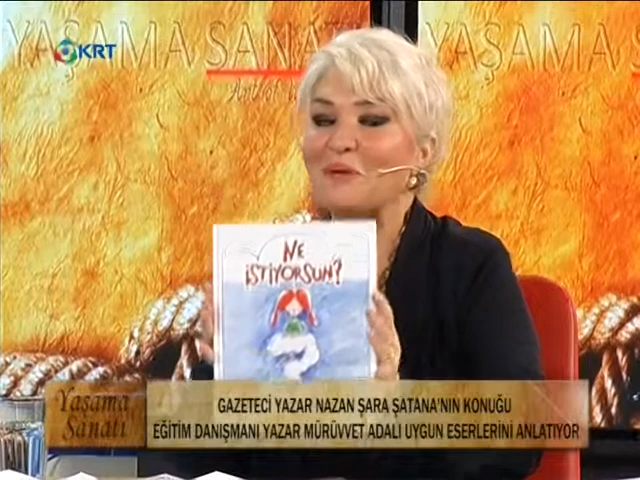 YAŞAMA SANATI
YAŞAMA
KRT
NE
İSTİYORSUN?
Yaşama
Sanatı
GAZETECİ YAZAR NAZAN ŞARA ŞATANA'NIN KONUĞU
EĞİTİM DANIŞMANI YAZAR MÜRÜVVET ADALI UYGUN ESERLERİNİ ANLATIYOR